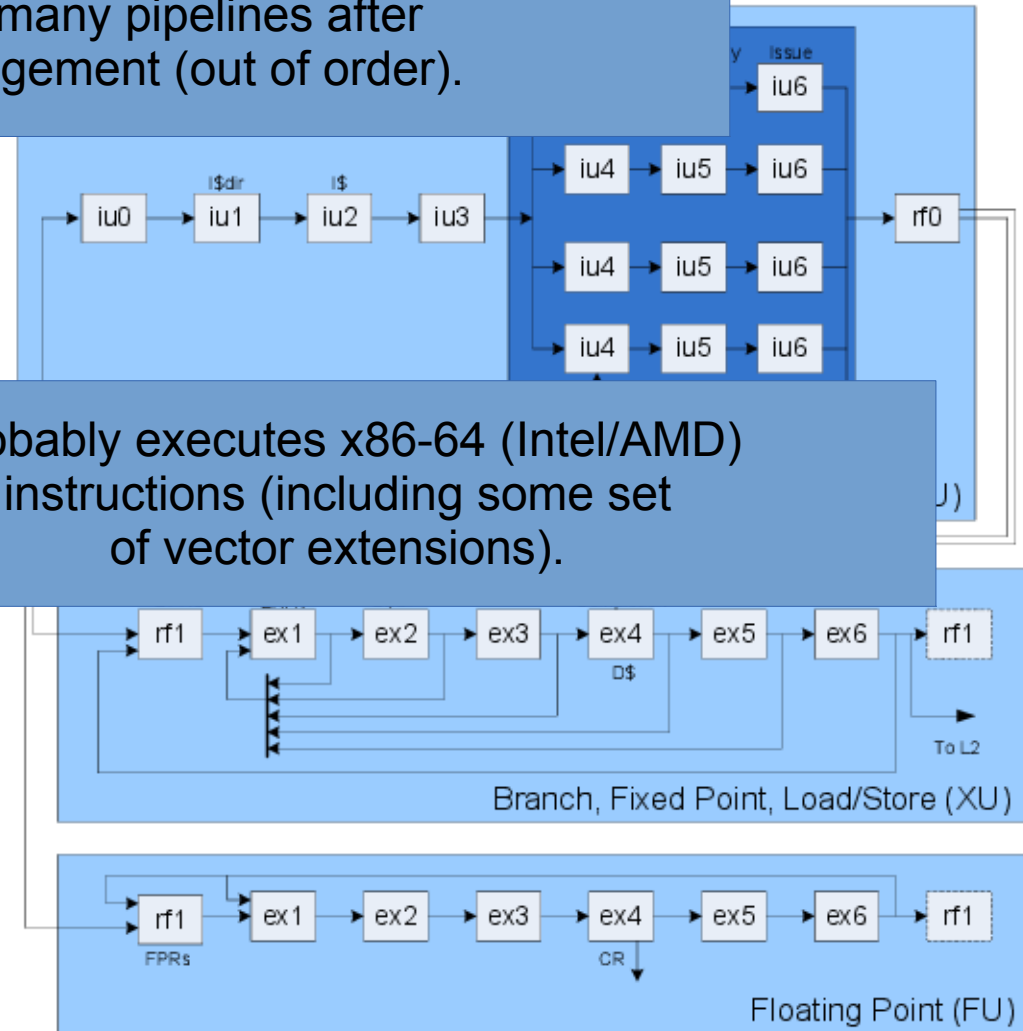 many pipelines after
gement (out of order).
Issue
iu6
iu4 iu5 iu6
I$dir I$
iu0 iu1 iu2 iu3 rf0
iu4 iu5 iu6
iu4 iu5 iu6
bably executes x86-64 (Intel/AMD)
instructions (including some set
of vector extensions).
rf1 ex1 ex2 ex3 ex4 ex5 ex6 rf1
D$
To L2
Branch, Fixed Point, Load/Store (XU)
rf1 ex1 ex2 ex3 ex4 ex5 ex6 rf1
FPRs CR
Floating Point (FU)